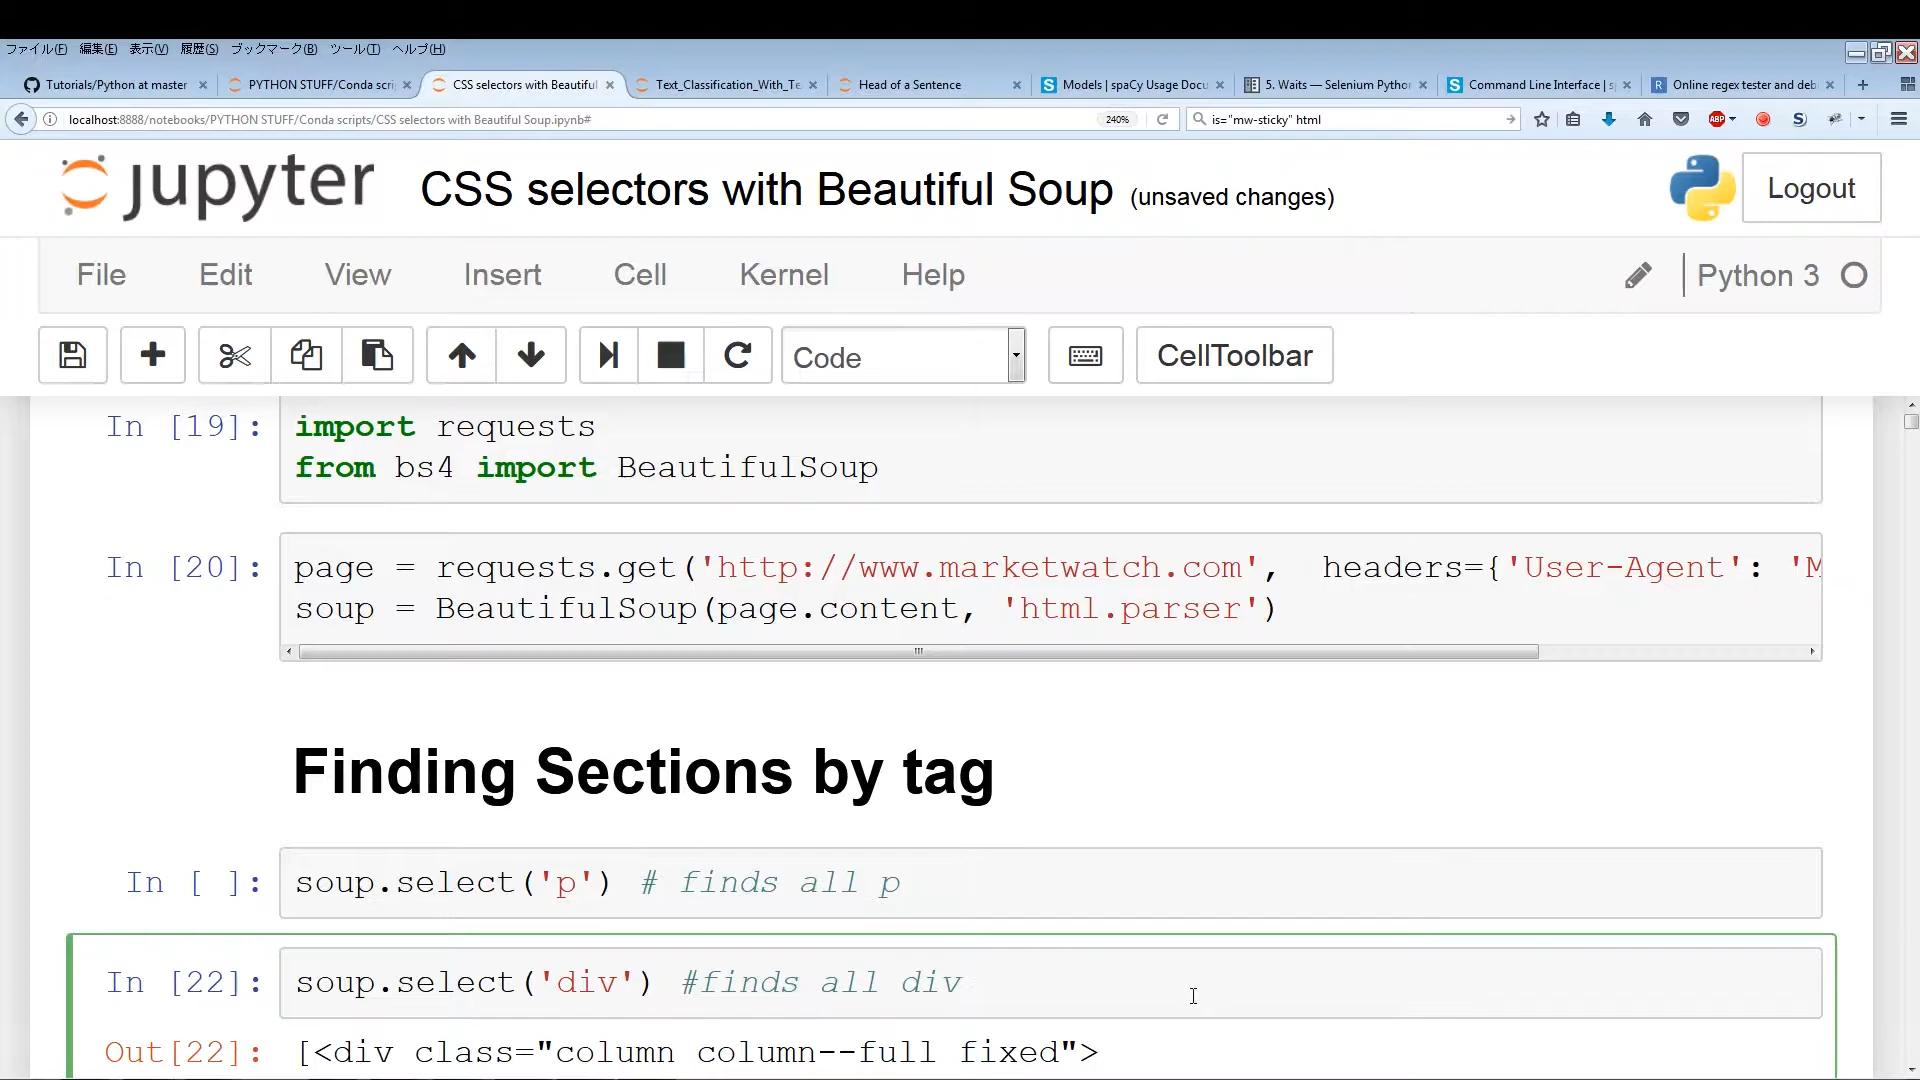 ファイル(F) 編集(E) 表示(V) 履歴(S) ブックマーク(B) ツール(T) ヘルプ(H)
Tutorials/Python at master PYTHON STUFF/Conda scri CSS selectors with Beautiful Text_Classification_With_Te Head of a Sentence Models | spaCy Usage Docu 5. Waits — Selenium Python Command Line Interface | s Online regex tester and deb
localhost:8888/notebooks/PYTHON STUFF/Conda scripts/CSS selectors with Beautiful Soup.ipynb# 240% is="mw-sticky" html ABP
jupyter CSS selectors with Beautiful Soup (unsaved changes) Logout
File Edit View Insert Cell Kernel Help Python 3
Code CellToolbar
In [19]: import requests
from bs4 import BeautifulSoup
In [20]: page = requests.get('http://www.marketwatch.com', headers={'User-Agent': 'M
soup = BeautifulSoup(page.content, 'html.parser')
Finding Sections by tag
In [ ]: soup.select('p') # finds all p
In [22]: soup.select('div') #finds all div
Out[22]: [<div class="column column--full fixed">